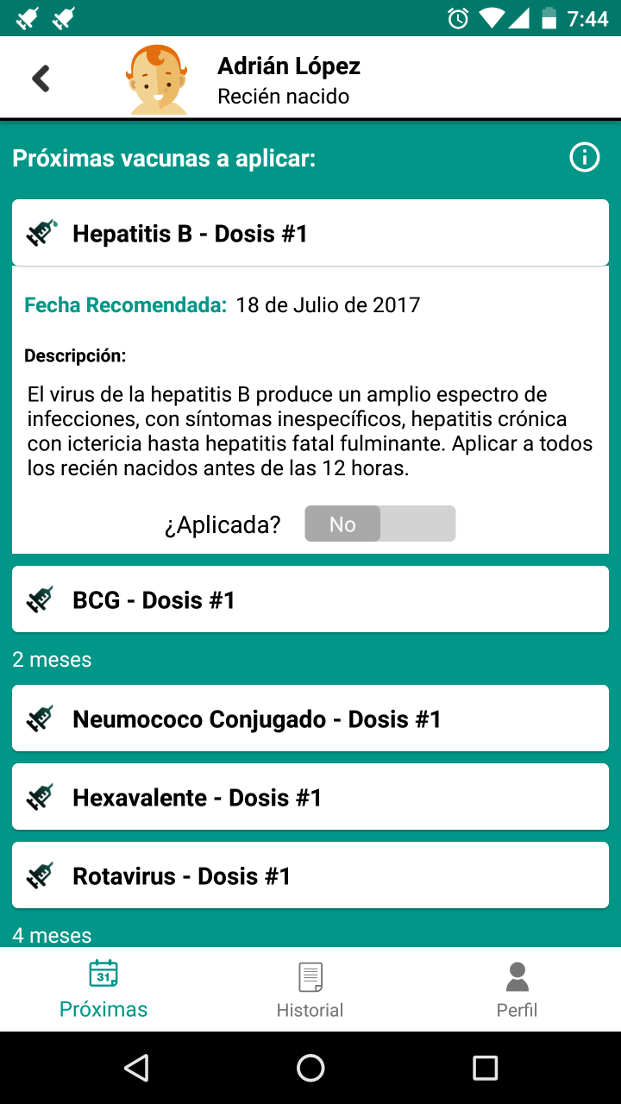 7:44
Adrián López
Recién nacido
Próximas vacunas a aplicar:
Hepatitis B - Dosis #1
Fecha Recomendada: 18 de Julio de 2017
Descripción:
El virus de la hepatitis B produce un amplio espectro de
infecciones, con síntomas inespecíficos, hepatitis crónica
con ictericia hasta hepatitis fatal fulminante. Aplicar a todos
los recién nacidos antes de las 12 horas.
¿Aplicada? No
BCG - Dosis #1
2 meses
Neumococo Conjugado - Dosis #1
Hexavalente - Dosis #1
Rotavirus - Dosis #1
4 meses
31
Próximas Historial Perfil